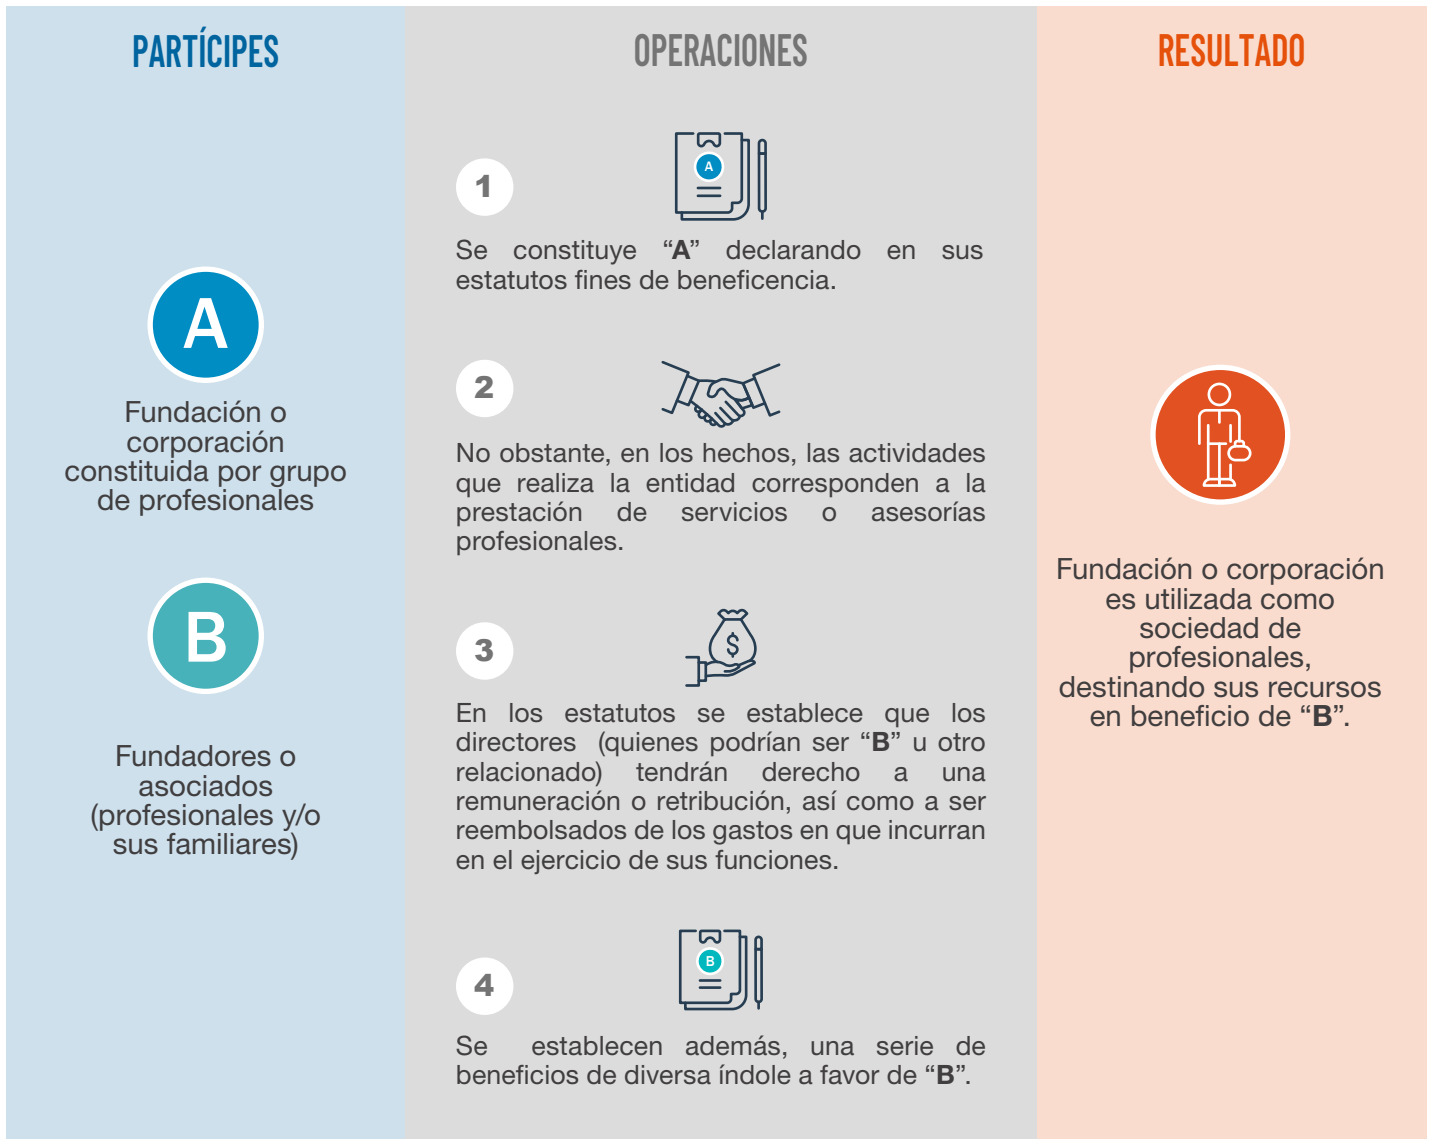 PARTÍCIPES
A
Fundación o
corporación
constituida por grupo
de profesionales
B
Fundadores o
asociados
(profesionales y/o
sus familiares)
OPERACIONES
1
A
Se constituye “A” declarando en sus
estatutos fines de beneficencia.
2
No obstante, en los hechos, las actividades
que realiza la entidad corresponden a la
prestación de servicios o asesorías
profesionales.
3
$
En los estatutos se establece que los
directores (quienes podrían ser “B” u otro
relacionado) tendrán derecho a una
remuneración o retribución, así como a ser
reembolsados de los gastos en que incurran
en el ejercicio de sus funciones.
4
B
Se establecen además, una serie de
beneficios de diversa índole a favor de “B”.
RESULTADO
Fundación o corporación
es utilizada como
sociedad de
profesionales,
destinando sus recursos
en beneficio de “B”.